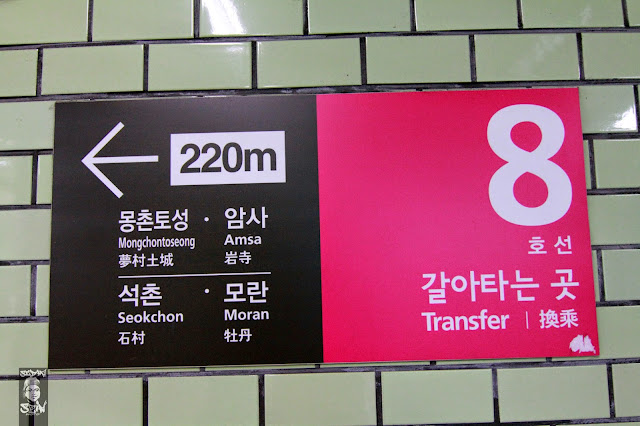 220m
몽촌토성 · 암사
Mongchontoseong Amsa
夢村土城 岩寺
석촌 · 모란
Seokchon Moran
石村 牡丹
8
호선
갈아타는 곳
Transfer | 換乘